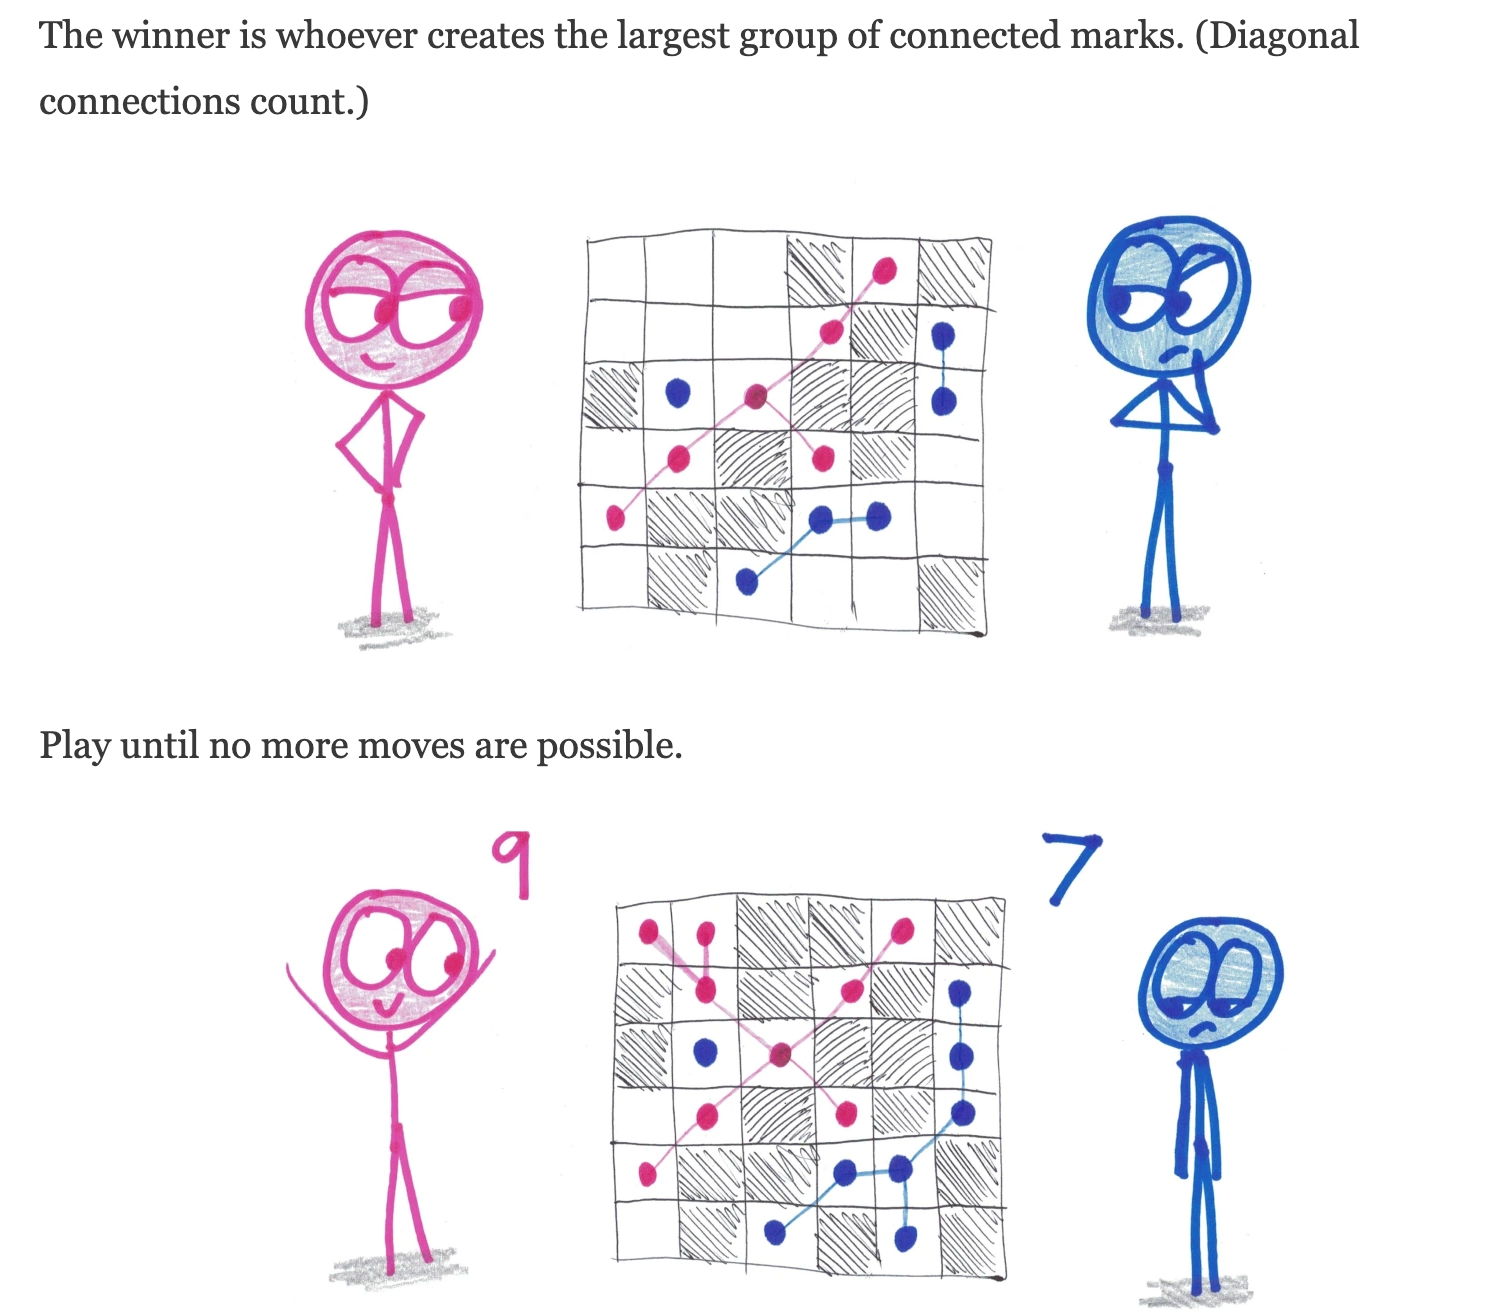 The winner is whoever creates the largest group of connected marks. (Diagonal
connections count.)
Play until no more moves are possible.
9
7